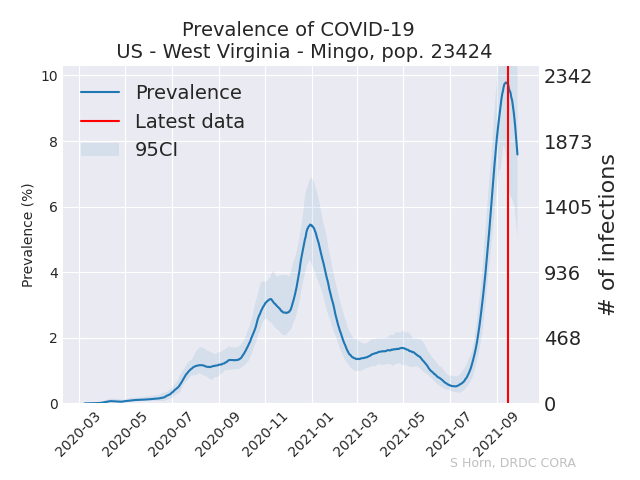 Prevalence of COVID-19
US - West Virginia - Mingo, pop. 23424
Prevalence
Latest data
95CI
Prevalence (%)
10
8
6
4
2
0
2342
1873
1405
936
468
0
# of infections
2020-03
2020-05
2020-07
2020-09
2020-11
2021-01
2021-03
2021-05
2021-07
2021-09
S Horn, DRDC CORA